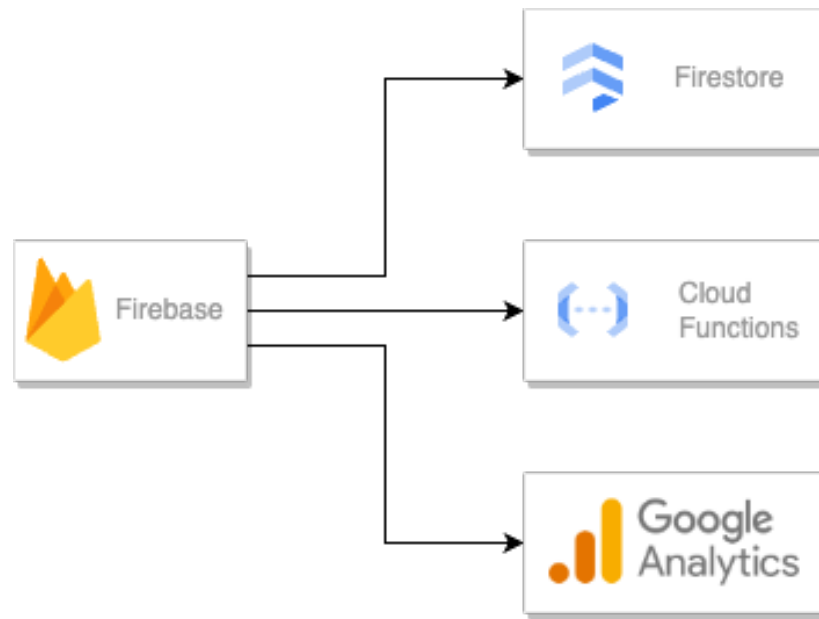 Firestore
Firebase
Cloud
Functions
Google
Analytics